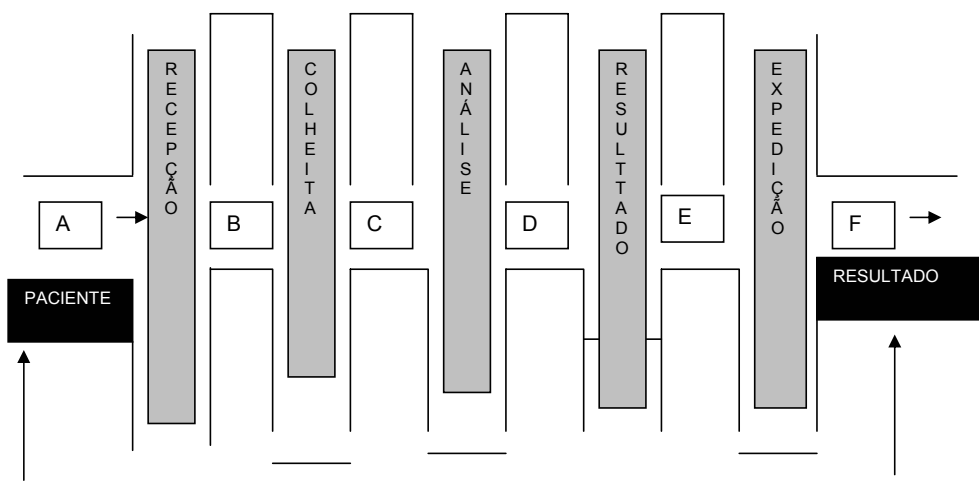 RECEPÇÃO
COLHEITA
ANÁLISE
RESULTTADO
EXPEDIÇÃO
A
B
C
D
E
F
PACIENTE
RESULTADO